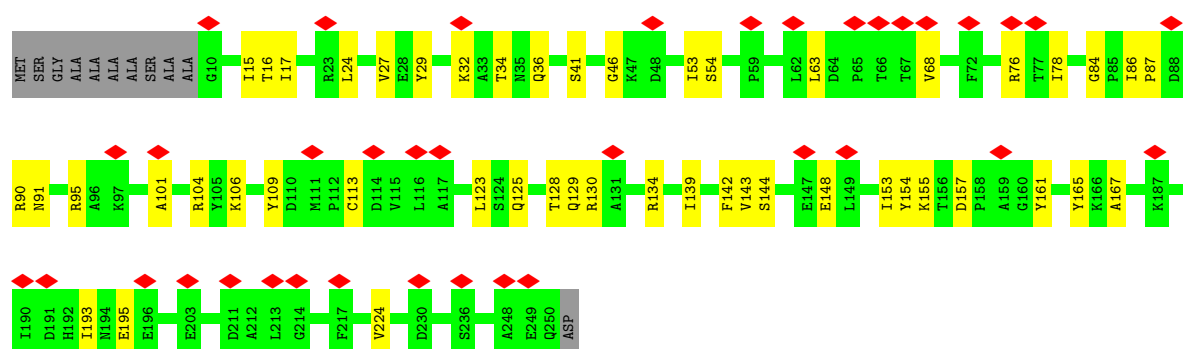 MET SER GLY ALA ALA ALA ALA SER ALA ALA G10 I15 T16 I17 R23 L24 V27 E28 Y29 K32 A33 T34 N35 Q36 S41 G46 K47 D48 I53 S54 P59 L62 L63 D64 P65 T66 T67 V68 F72 R76 T77 I78 G84 P85 I86 P87 D88
R90 N91 R95 A96 K97 A101 R104 Y105 K106 Y109 D110 M111 P112 C113 D114 V115 L116 A117 L123 S124 Q125 T128 Q129 R130 A131 R134 I139 F142 V143 S144 E147 E148 L149 I153 Y154 K155 T156 D157 P158 A159 G160 Y161 Y165 K166 A167 K187
I190 D191 H192 I193 N194 E195 E196 E203 D211 A212 L213 G214 F217 V224 D230 S236 A248 E249 Q250 ASP